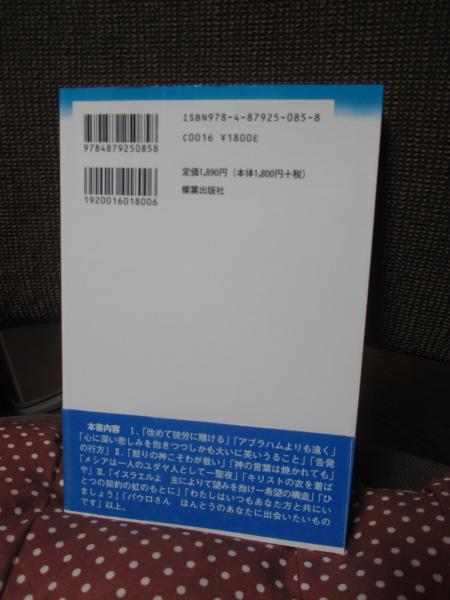 ISBN978-4-87925-085-8
9784879250858
C0016 ¥1800E
定価1,890円（本体1,800円+税）
1920016018006
燦葉出版社
本書内容 Ⅰ.「改めて徒労に賭ける」「アブラハムよりも遠く」
「心に深い悲しみを抱きつつしかも大いに笑いうること」「告発
の行方」Ⅱ.「怒りの神こそわが救い」「神の言葉は焼かれても」
「メシアは一人のユダヤ人として―聖夜」「キリストの衣を着ば
や」Ⅲ.「イスラエルよ 主によりて望みを抱け―希望の構造」「ひ
とつの契約の虹のもとに」「わたしはいつもあなた方と共にい
ましょう」「パウロさん ほんとうのあなたに出会いたいもの
です」以上。